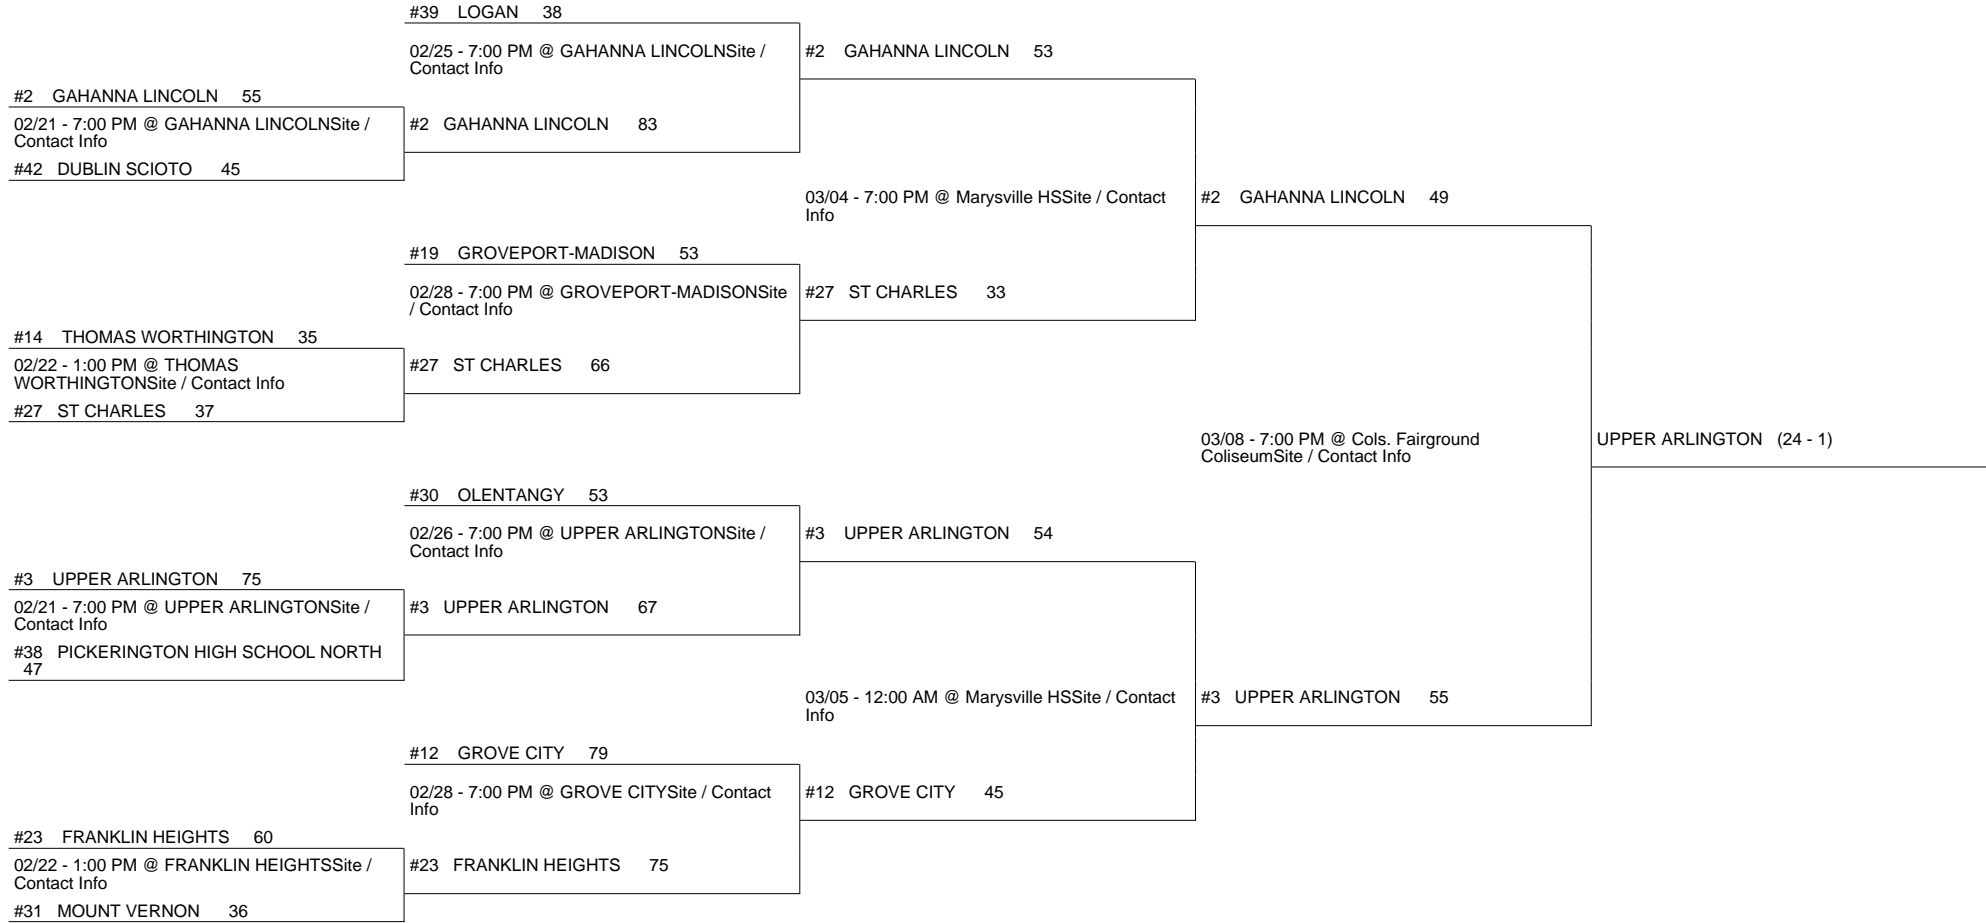 #39 LOGAN 38
02/25 - 7:00 PM @ GAHANNA LINCOLNSite /
Contact Info
#2 GAHANNA LINCOLN 53
#2 GAHANNA LINCOLN 55
02/21 - 7:00 PM @ GAHANNA LINCOLNSite /
Contact Info
#2 GAHANNA LINCOLN 83
#42 DUBLIN SCIOTO 45
03/04 - 7:00 PM @ Marysville HSSite / Contact
Info
#2 GAHANNA LINCOLN 49
#19 GROVEPORT-MADISON 53
02/28 - 7:00 PM @ GROVEPORT-MADISONSite
/ Contact Info
#27 ST CHARLES 33
#14 THOMAS WORTHINGTON 35
02/22 - 1:00 PM @ THOMAS
WORTHINGTONSite / Contact Info
#27 ST CHARLES 66
#27 ST CHARLES 37
03/08 - 7:00 PM @ Cols. Fairground
ColiseumSite / Contact Info
UPPER ARLINGTON (24 - 1)
#30 OLENTANGY 53
02/26 - 7:00 PM @ UPPER ARLINGTONSite /
Contact Info
#3 UPPER ARLINGTON 54
#3 UPPER ARLINGTON 75
02/21 - 7:00 PM @ UPPER ARLINGTONSite /
Contact Info
#3 UPPER ARLINGTON 67
#38 PICKERINGTON HIGH SCHOOL NORTH
47
03/05 - 12:00 AM @ Marysville HSSite / Contact
Info
#3 UPPER ARLINGTON 55
#12 GROVE CITY 79
02/28 - 7:00 PM @ GROVE CITYSite / Contact
Info
#12 GROVE CITY 45
#23 FRANKLIN HEIGHTS 60
02/22 - 1:00 PM @ FRANKLIN HEIGHTSSite /
Contact Info
#23 FRANKLIN HEIGHTS 75
#31 MOUNT VERNON 36